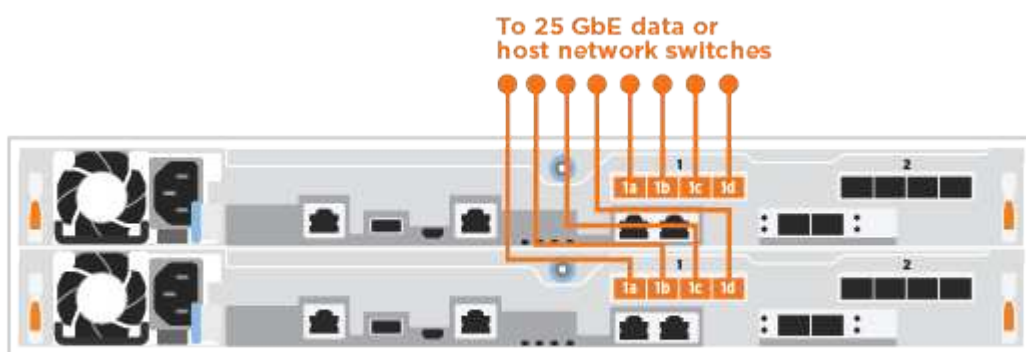 To 25 GbE data or
host network switches
1 2
1a 1b 1c 1d
1 2
1a 1b 1c 1d